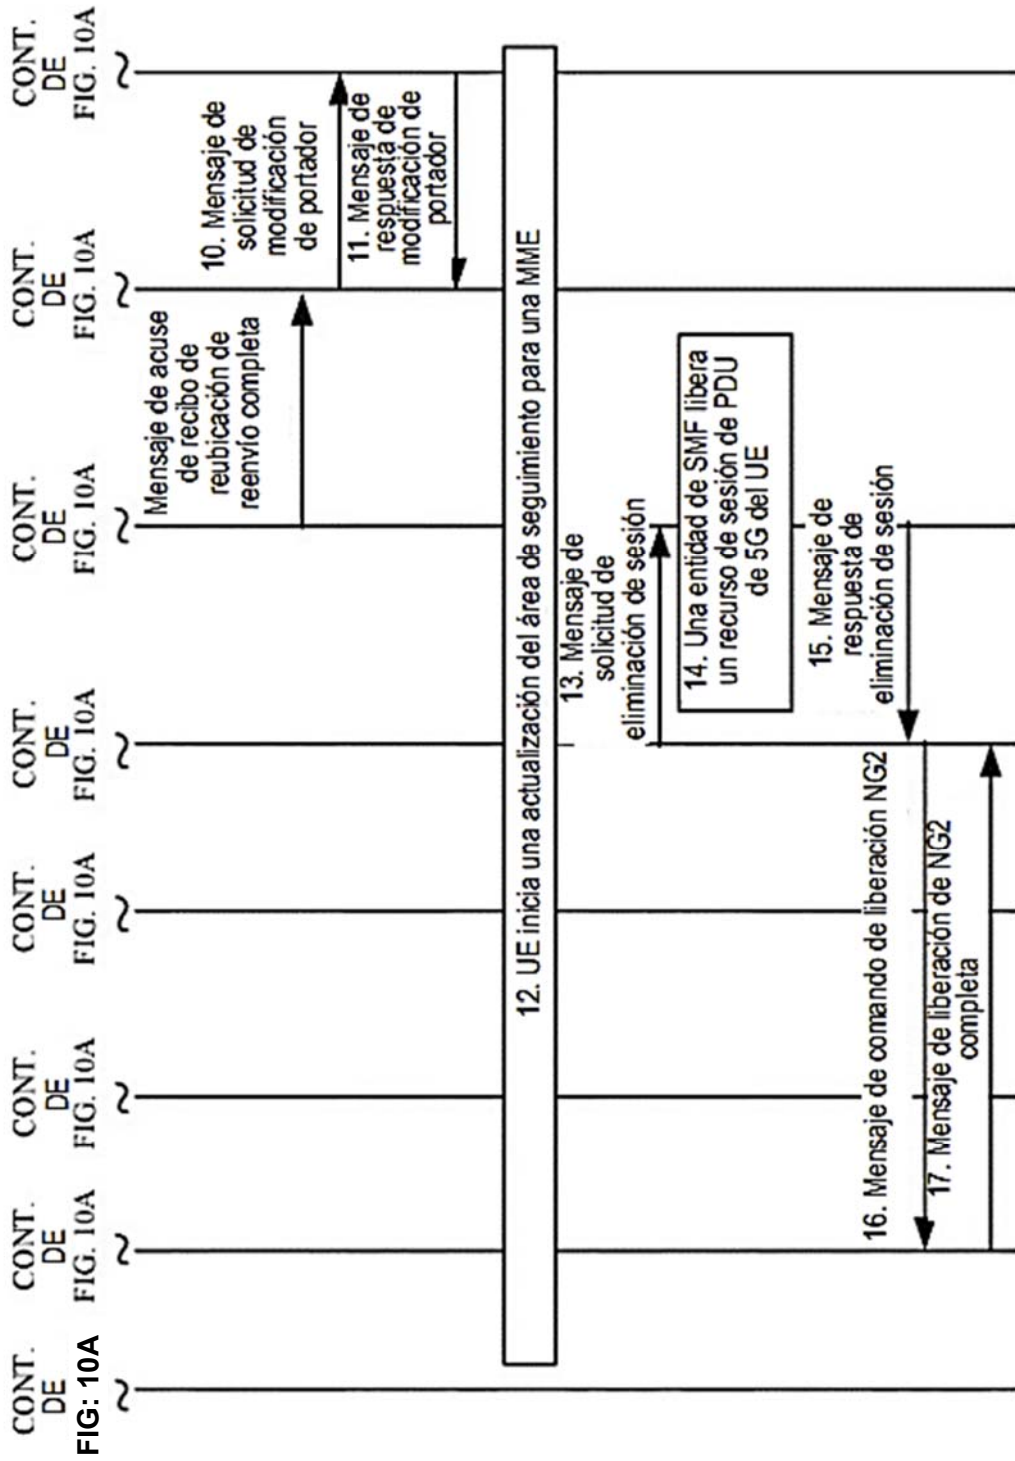 CONT.
DE
FIG: 10A
CONT.
DE
FIG. 10A
CONT.
DE
FIG. 10A
CONT.
DE
FIG. 10A
CONT.
DE
FIG. 10A
CONT.
DE
FIG. 10A
CONT.
DE
FIG. 10A
CONT.
DE
FIG. 10A
Mensaje de acuse
de recibo de
reubicación de
reenvío completa
10. Mensaje de
solicitud de
modificación
de portador
11. Mensaje de
respuesta de
modificación de
portador
12. UE inicia una actualización del área de seguimiento para una MME
13. Mensaje de
solicitud de
eliminación de sesión
14. Una entidad de SMF libera
un recurso de sesión de PDU
de 5G del UE
15. Mensaje de
respuesta de
eliminación de sesión
16. Mensaje de comando de liberación NG2
17. Mensaje de liberación de NG2
completa